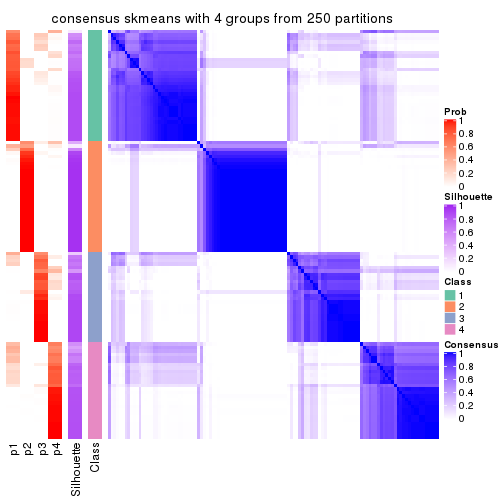 consensus skmeans with 4 groups from 250 partitions
Prob
1
0.8
0.6
0.4
0.2
0
Silhouette
1
0.8
0.6
0.4
0.2
0
Class
1
2
3
4
Consensus
1
0.8
0.6
0.4
0.2
0
p1
p2
p3
p4
Silhouette
Class